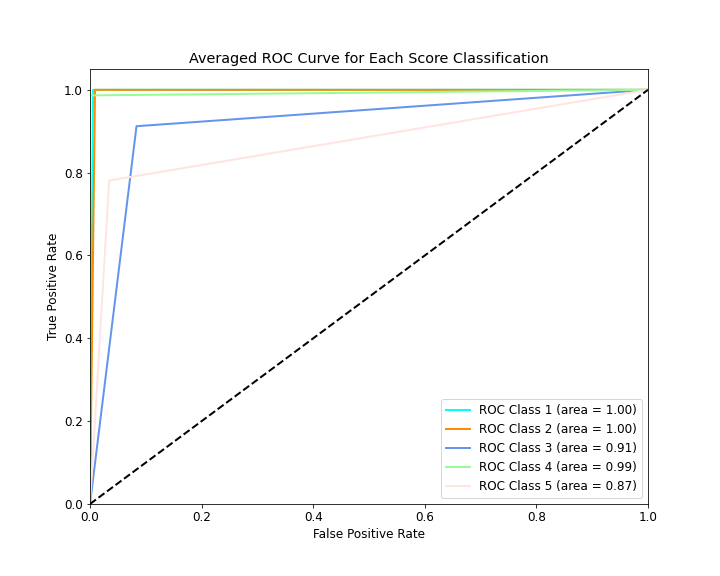 Averaged ROC Curve for Each Score Classification
1.0
0.8
0.6
0.4
0.2
0.0
True Positive Rate
ROC Class 1 (area = 1.00)
ROC Class 2 (area = 1.00)
ROC Class 3 (area = 0.91)
ROC Class 4 (area = 0.99)
ROC Class 5 (area = 0.87)
0.0 0.2 0.4 0.6 0.8 1.0
False Positive Rate